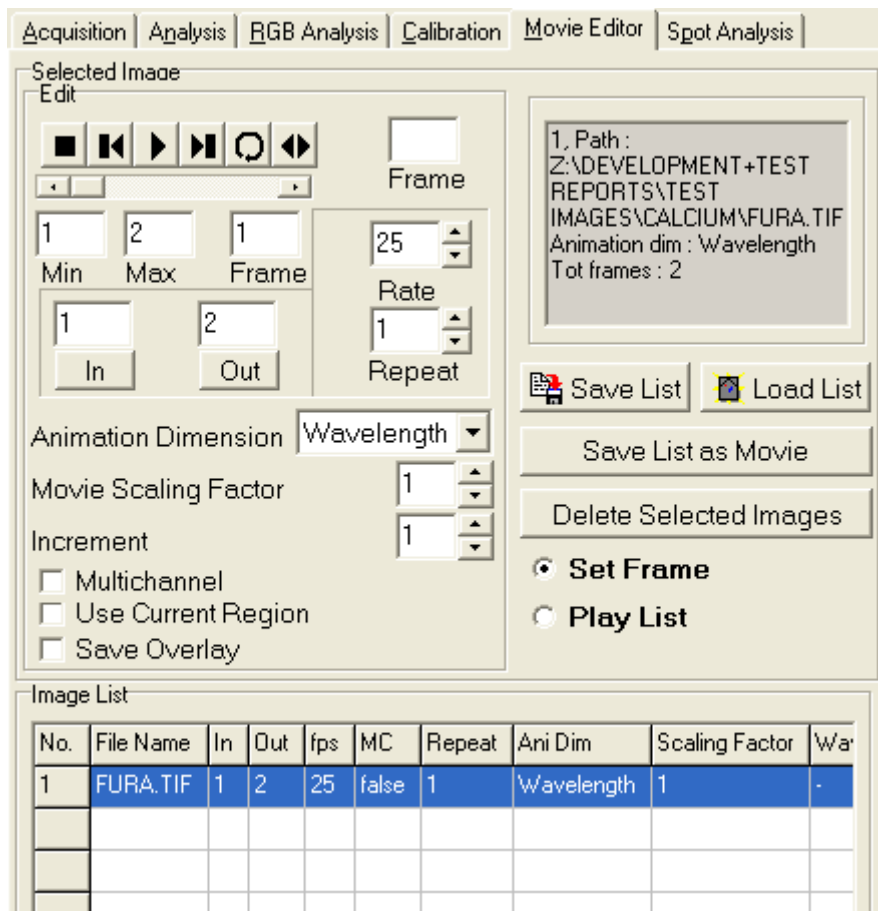 Acquisition Analysis RGB Analysis Calibration Movie Editor Spot Analysis
Selected Image
Edit
Frame
1 2 1
Min Max Frame
25
Rate
1 2
In Out
1
Repeat
Animation Dimension Wavelength
Movie Scaling Factor 1
Increment 1
Multichannel
Use Current Region
Save Overlay
1, Path :
Z:\DEVELOPMENT+TEST
REPORTS\TEST
IMAGES\CALCIUM\FURA.TIF
Animation dim : Wavelength
Tot frames : 2
Save List Load List
Save List as Movie
Delete Selected Images
Set Frame
Play List
Image List
No. File Name In Out fps MC Repeat Ani Dim Scaling Factor
1 FURA.TIF 1 2 25 false 1 Wavelength 1 -